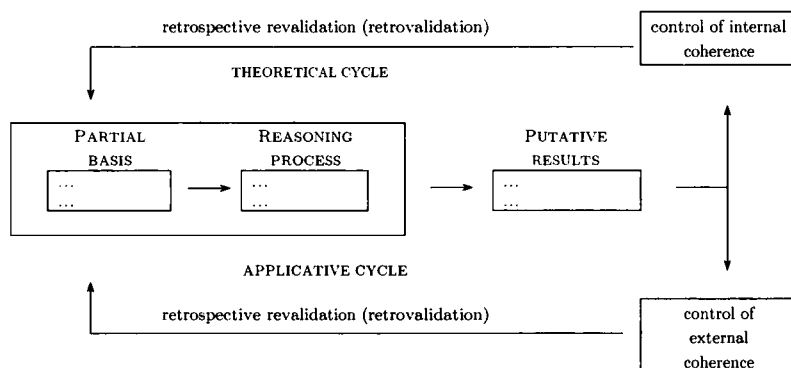 retrospective revalidation (retrovalidation)
control of internal
coherence
THEORETICAL CYCLE
PARTIAL
BASIS
REASONING
PROCESS
PUTATIVE
RESULTS
...
...
...
...
...
...
APPLICATIVE CYCLE
retrospective revalidation (retrovalidation)
control of
external
coherence